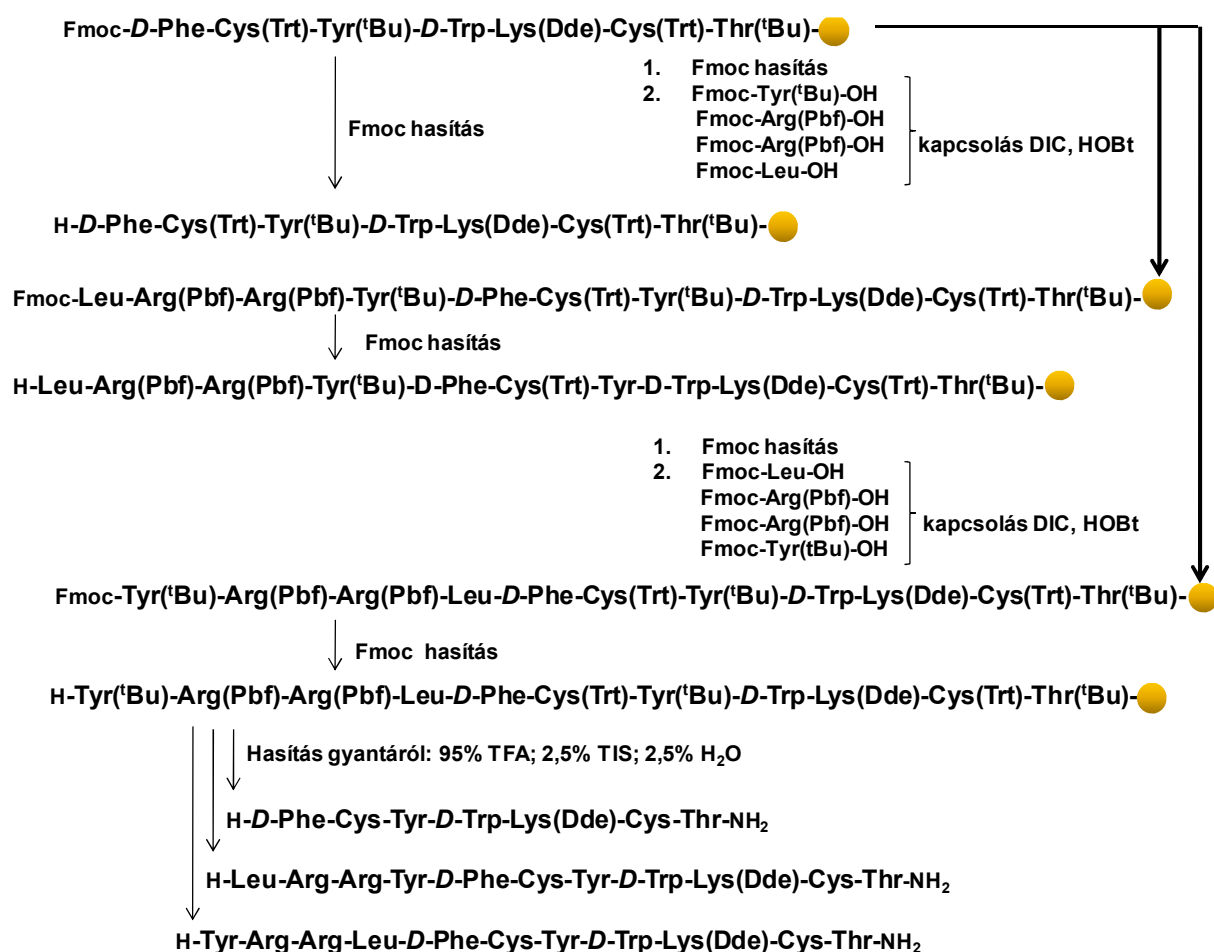 Fmoc-D-Phe-Cys(Trt)-Tyr(ᵗBu)-D-Trp-Lys(Dde)-Cys(Trt)-Thr(ᵗBu)-
1. Fmoc hasítás
2. Fmoc-Tyr(ᵗBu)-OH
Fmoc-Arg(Pbf)-OH
Fmoc-Arg(Pbf)-OH
Fmoc-Leu-OH
kapcsolás DIC, HOBt
Fmoc hasítás
H-D-Phe-Cys(Trt)-Tyr(ᵗBu)-D-Trp-Lys(Dde)-Cys(Trt)-Thr(ᵗBu)-
Fmoc-Leu-Arg(Pbf)-Arg(Pbf)-Tyr(ᵗBu)-D-Phe-Cys(Trt)-Tyr(ᵗBu)-D-Trp-Lys(Dde)-Cys(Trt)-Thr(ᵗBu)-
Fmoc hasítás
H-Leu-Arg(Pbf)-Arg(Pbf)-Tyr(ᵗBu)-D-Phe-Cys(Trt)-Tyr-D-Trp-Lys(Dde)-Cys(Trt)-Thr(ᵗBu)-
1. Fmoc hasítás
2. Fmoc-Leu-OH
Fmoc-Arg(Pbf)-OH
Fmoc-Arg(Pbf)-OH
Fmoc-Tyr(tBu)-OH
kapcsolás DIC, HOBt
Fmoc-Tyr(ᵗBu)-Arg(Pbf)-Arg(Pbf)-Leu-D-Phe-Cys(Trt)-Tyr(ᵗBu)-D-Trp-Lys(Dde)-Cys(Trt)-Thr(ᵗBu)-
Fmoc hasítás
H-Tyr(ᵗBu)-Arg(Pbf)-Arg(Pbf)-Leu-D-Phe-Cys(Trt)-Tyr(ᵗBu)-D-Trp-Lys(Dde)-Cys(Trt)-Thr(ᵗBu)-
Hasítás gyantáról: 95% TFA; 2,5% TIS; 2,5% H₂O
H-D-Phe-Cys-Tyr-D-Trp-Lys(Dde)-Cys-Thr-NH₂
H-Leu-Arg-Arg-Tyr-D-Phe-Cys-Tyr-D-Trp-Lys(Dde)-Cys-Thr-NH₂
H-Tyr-Arg-Arg-Leu-D-Phe-Cys-Tyr-D-Trp-Lys(Dde)-Cys-Thr-NH₂